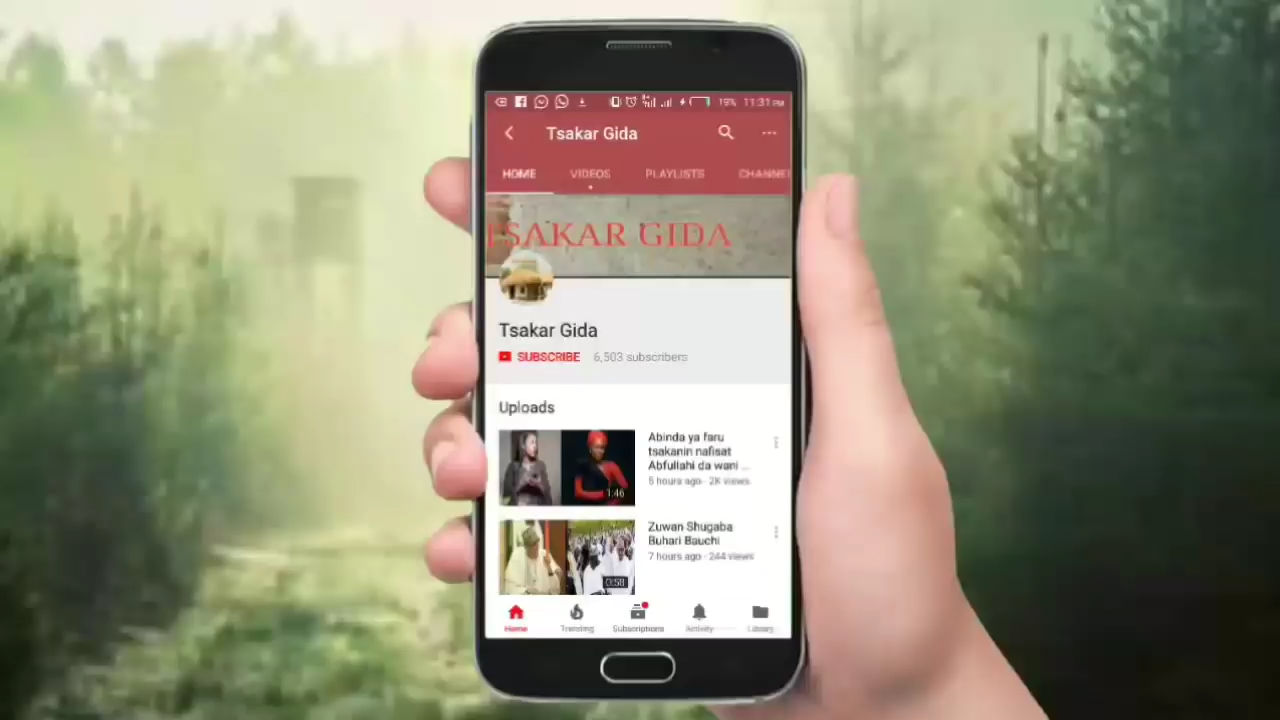 19% 11:31 PM
Tsakar Gida
HOME VIDEOS PLAYLISTS CHANNEL
TSAKAR GIDA
Tsakar Gida
SUBSCRIBE 6,503 subscribers
Uploads
Abinda ya faru
tsakanin nafisat
Abfullahi da wani ...
5 hours ago · 2K views
1:46
Zuwan Shugaba
Buhari Bauchi
7 hours ago · 244 views
0:58
Home Trending Subscriptions Activity Library